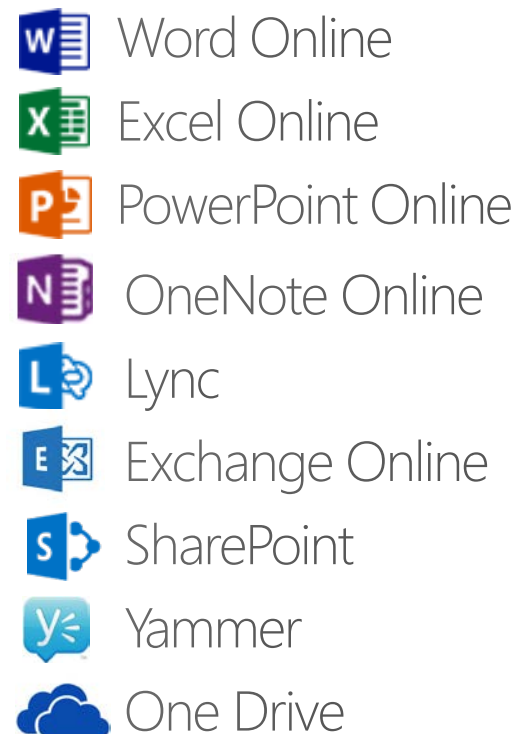 W Word Online
X Excel Online
P PowerPoint Online
N OneNote Online
L Lync
E Exchange Online
S SharePoint
y Yammer
One Drive